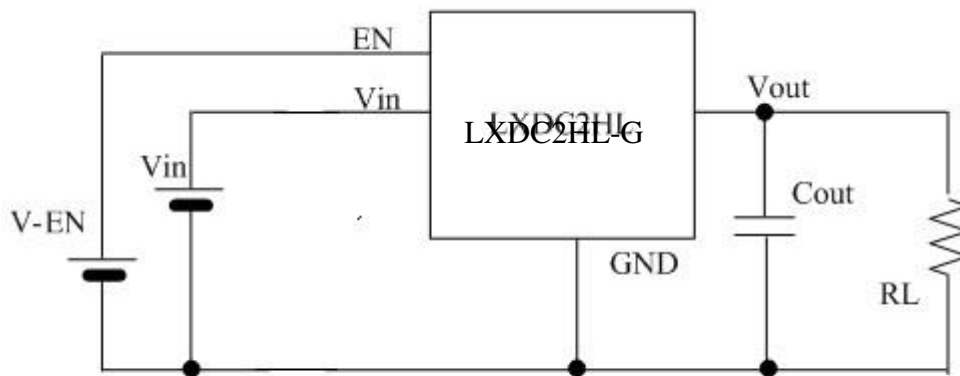 EN
Vin
LXDC2HL-G
Vout
Vin
Cout
V-EN
GND
RL